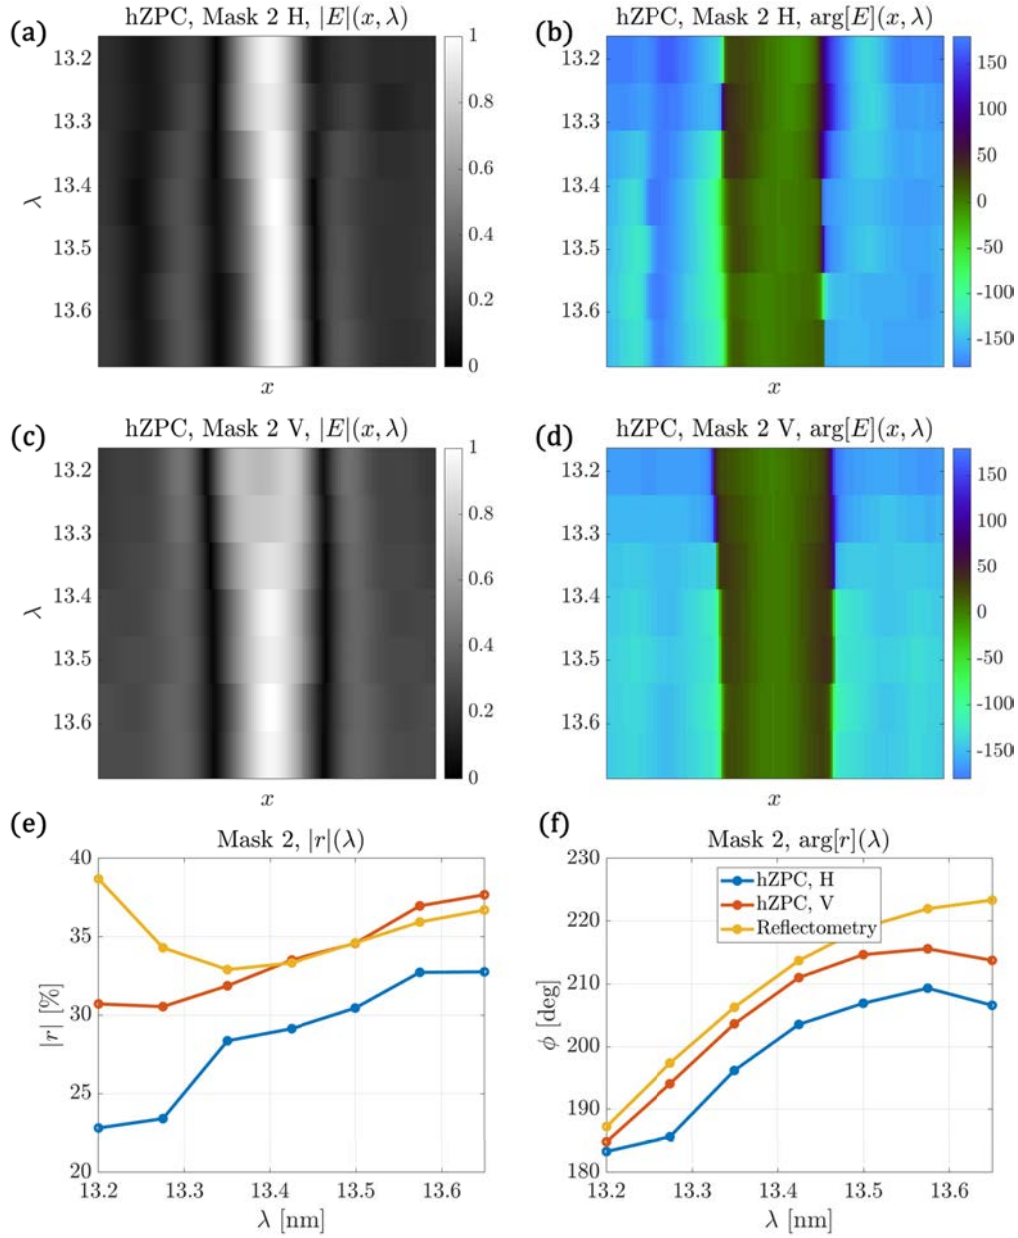 (a)
hZPC, Mask 2 H, |E|(x, λ)
λ
13.2
13.3
13.4
13.5
13.6
x
1
0.8
0.6
0.4
0.2
0
(b)
hZPC, Mask 2 H, arg[E](x, λ)
13.2
13.3
13.4
13.5
13.6
x
150
100
50
0
-50
-100
-150
(c)
hZPC, Mask 2 V, |E|(x, λ)
λ
13.2
13.3
13.4
13.5
13.6
x
1
0.8
0.6
0.4
0.2
0
(d)
hZPC, Mask 2 V, arg[E](x, λ)
13.2
13.3
13.4
13.5
13.6
x
150
100
50
0
-50
-100
-150
(e)
Mask 2, |r|(λ)
|r| [%]
40
35
30
25
20
13.2 13.3 13.4 13.5 13.6
λ [nm]
(f)
Mask 2, arg[r](λ)
hZPC, H
hZPC, V
Reflectometry
ϕ [deg]
230
220
210
200
190
180
13.2 13.3 13.4 13.5 13.6
λ [nm]